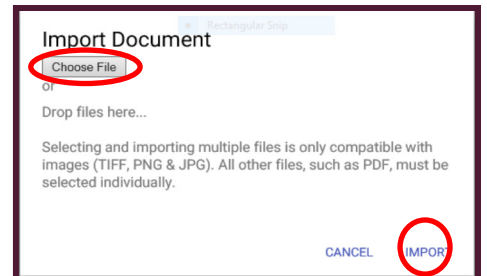 Rectangular Snip
Import Document
Choose File
or
Drop files here...
Selecting and importing multiple files is only compatible with
images (TIFF, PNG & JPG). All other files, such as PDF, must be
selected individually.
CANCEL IMPORT